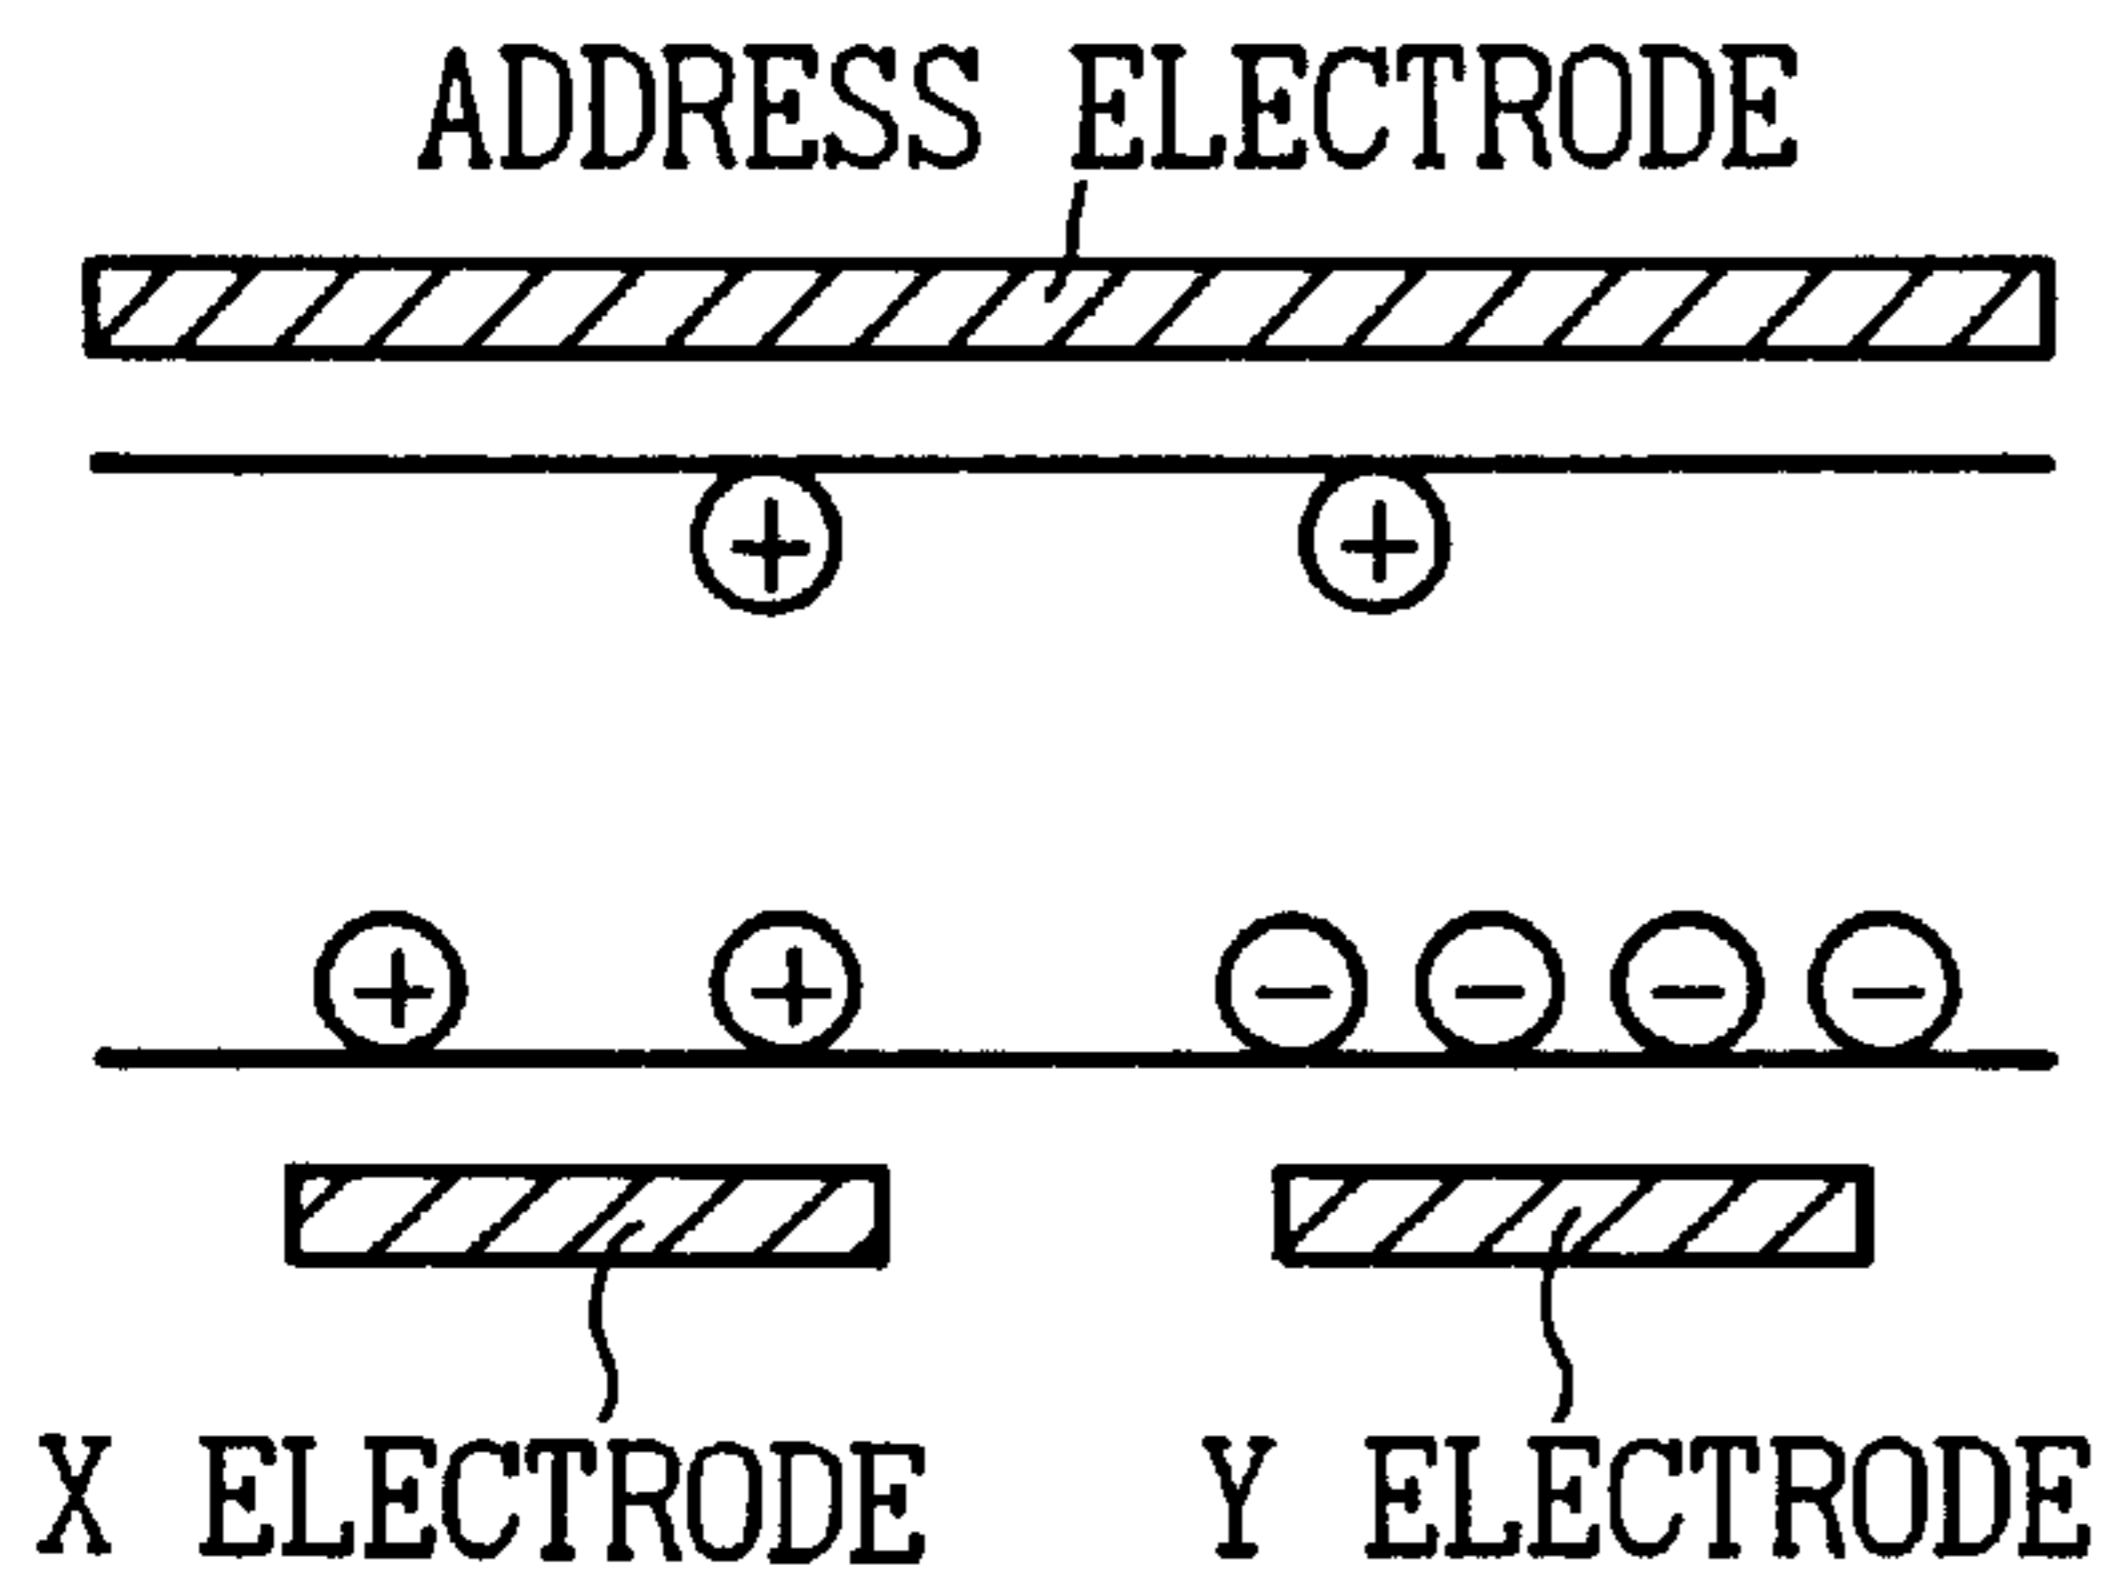 ADDRESS ELECTRODE
+ +
+ + − − − −
X ELECTRODE Y ELECTRODE